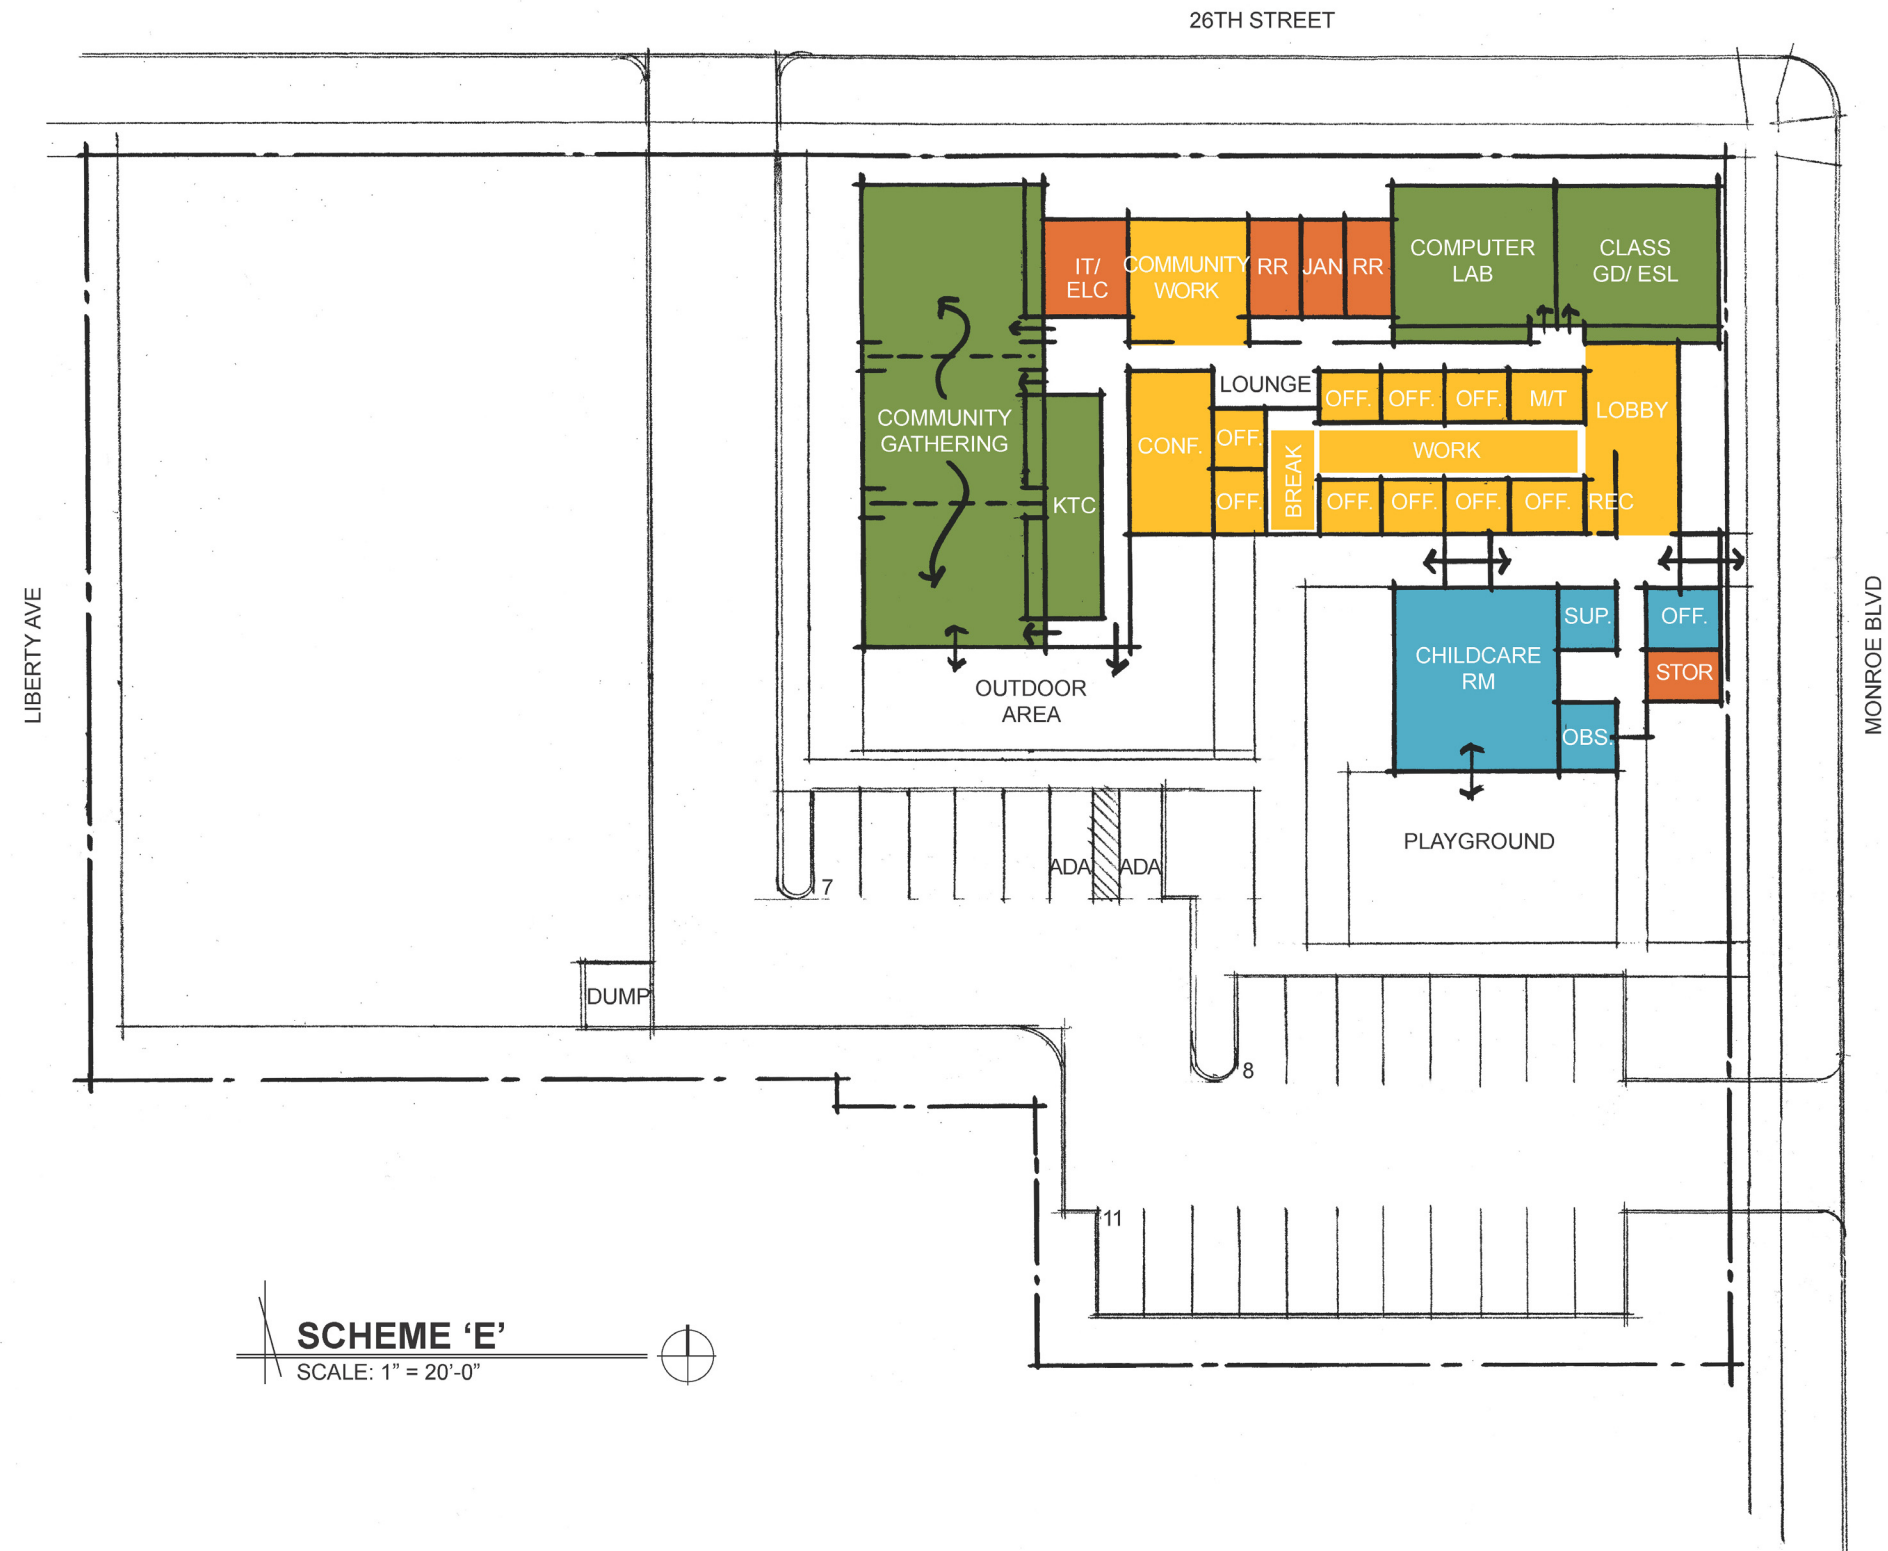 26TH STREET
COMPUTER
LAB
CLASS
GD/ ESL
IT/
ELC
COMMUNITY
WORK
RR
JAN
RR
LOUNGE
OFF.
OFF.
OFF.
M/T
LOBBY
COMMUNITY
GATHERING
CONF.
OFF.
BREAK
WORK
KTC
OFF.
OFF.
OFF.
OFF.
OFF.
REC
LIBERTY AVE
MONROE BLVD
SUP.
OFF.
CHILDCARE
RM
STOR
OUTDOOR
AREA
OBS.
PLAYGROUND
ADA
ADA
7
DUMP
8
11
SCHEME ‘E’
SCALE: 1” = 20’-0”